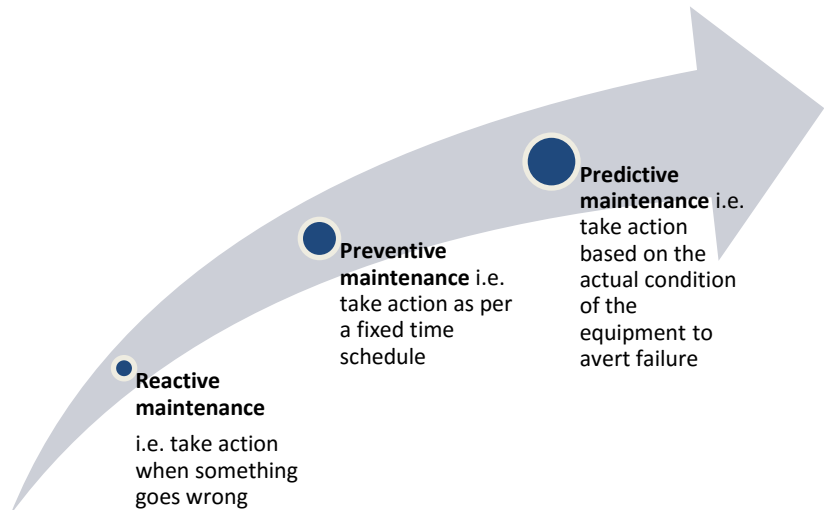 Reactive
maintenance
i.e. take action
when something
goes wrong
Preventive
maintenance i.e.
take action as per
a fixed time
schedule
Predictive
maintenance i.e.
take action
based on the
actual condition
of the
equipment to
avert failure